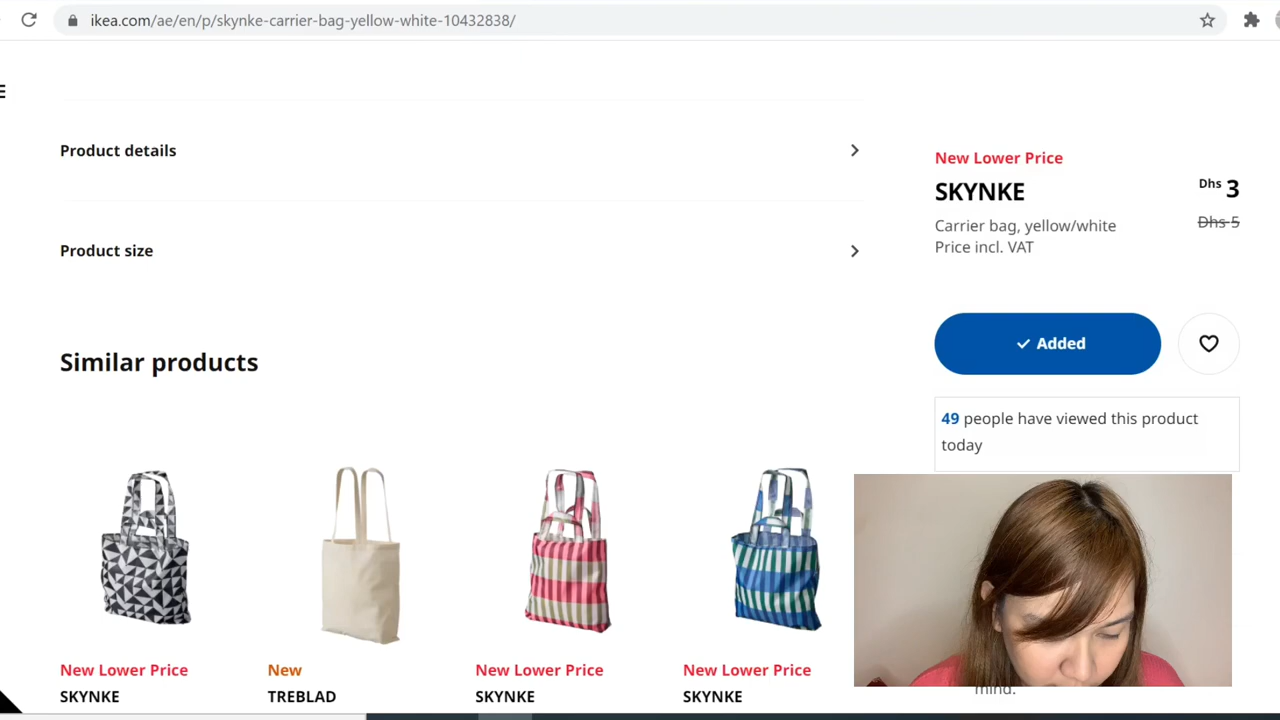 ikea.com/ae/en/p/skynke-carrier-bag-yellow-white-10432838/
Product details
Product size
New Lower Price
SKYNKE
Dhs 3
Carrier bag, yellow/white
Dhs 5
Price incl. VAT
Added
49 people have viewed this product
today
Similar products
New Lower Price
SKYNKE
New
TREBLAD
New Lower Price
SKYNKE
New Lower Price
SKYNKE
mind.